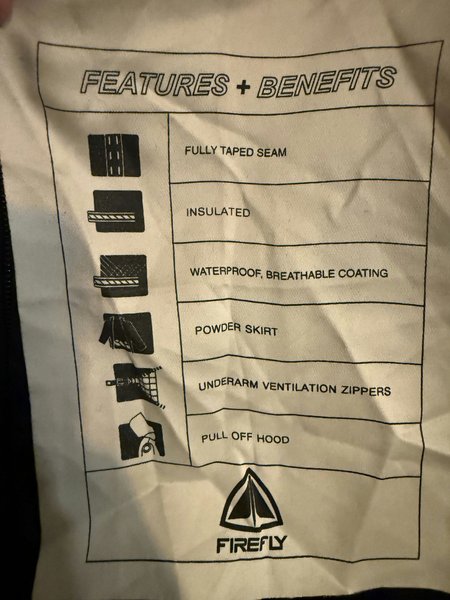 FEATURES + BENEFITS
FULLY TAPED SEAM
INSULATED
WATERPROOF, BREATHABLE COATING
POWDER SKIRT
UNDERARM VENTILATION ZIPPERS
PULL OFF HOOD
FIREFLY